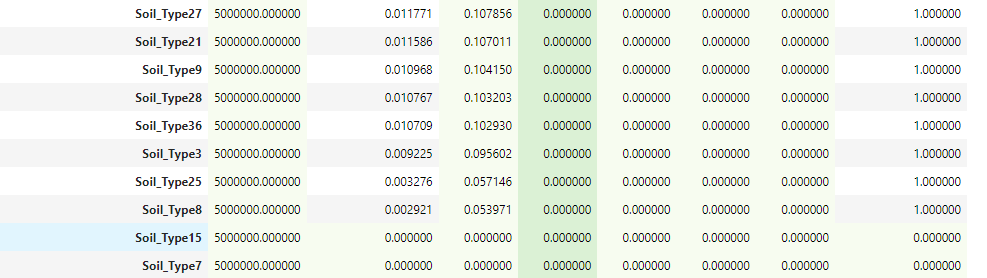 Soil_Type27 5000000.000000 0.011771 0.107856 0.000000 0.000000 0.000000 0.000000 1.000000
Soil_Type21 5000000.000000 0.011586 0.107011 0.000000 0.000000 0.000000 0.000000 1.000000
Soil_Type9 5000000.000000 0.010968 0.104150 0.000000 0.000000 0.000000 0.000000 1.000000
Soil_Type28 5000000.000000 0.010767 0.103203 0.000000 0.000000 0.000000 0.000000 1.000000
Soil_Type36 5000000.000000 0.010709 0.102930 0.000000 0.000000 0.000000 0.000000 1.000000
Soil_Type3 5000000.000000 0.009225 0.095602 0.000000 0.000000 0.000000 0.000000 1.000000
Soil_Type25 5000000.000000 0.003276 0.057146 0.000000 0.000000 0.000000 0.000000 1.000000
Soil_Type8 5000000.000000 0.002921 0.053971 0.000000 0.000000 0.000000 0.000000 1.000000
Soil_Type15 5000000.000000 0.000000 0.000000 0.000000 0.000000 0.000000 0.000000 0.000000
Soil_Type7 5000000.000000 0.000000 0.000000 0.000000 0.000000 0.000000 0.000000 0.000000